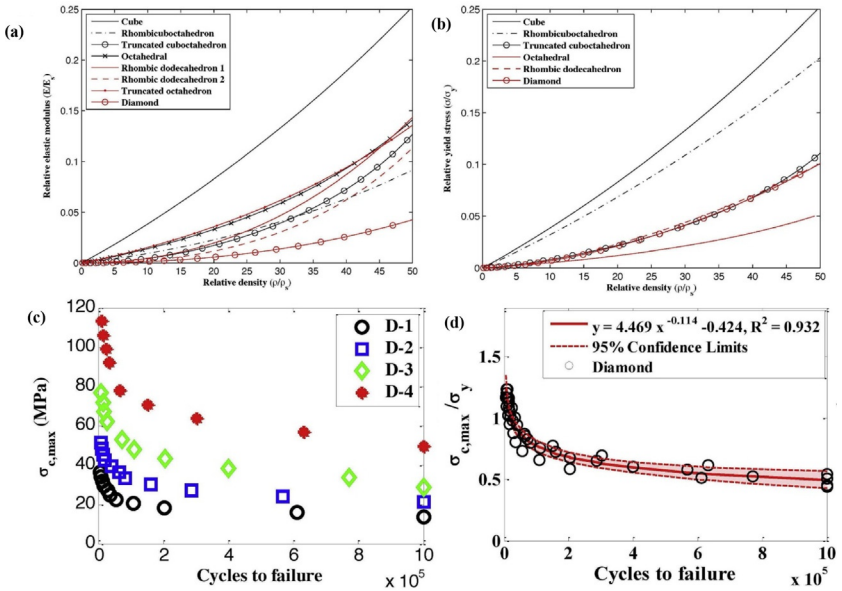 (a)
0.25
0.2
0.15
0.1
0.05
0
Relative elastic modulus (E/Es)
Cube
Rhombicuboctahedron
Truncated cuboctahedron
Octahedral
Rhombic dodecahedron 1
Rhombic dodecahedron 2
Truncated octahedron
Diamond
0 5 10 15 20 25 30 35 40 45 50
Relative density (ρ/ρs)
(b)
0.25
0.2
0.15
0.1
0.05
0
Relative yield stress (σ/σy)
Cube
Rhombicuboctahedron
Truncated cuboctahedron
Octahedral
Rhombic dodecahedron
Diamond
0 5 10 15 20 25 30 35 40 45 50
Relative density (ρ/ρs)
(c)
120
100
80
60
40
20
0
σc,max (MPa)
D-1
D-2
D-3
D-4
0 2 4 6 8 10
Cycles to failure
x 10^5
(d)
1.5
1
0.5
0
σc,max/σy
y = 4.469 x^-0.114 -0.424, R² = 0.932
95% Confidence Limits
Diamond
0 2 4 6 8 10
Cycles to failure
x 10^5